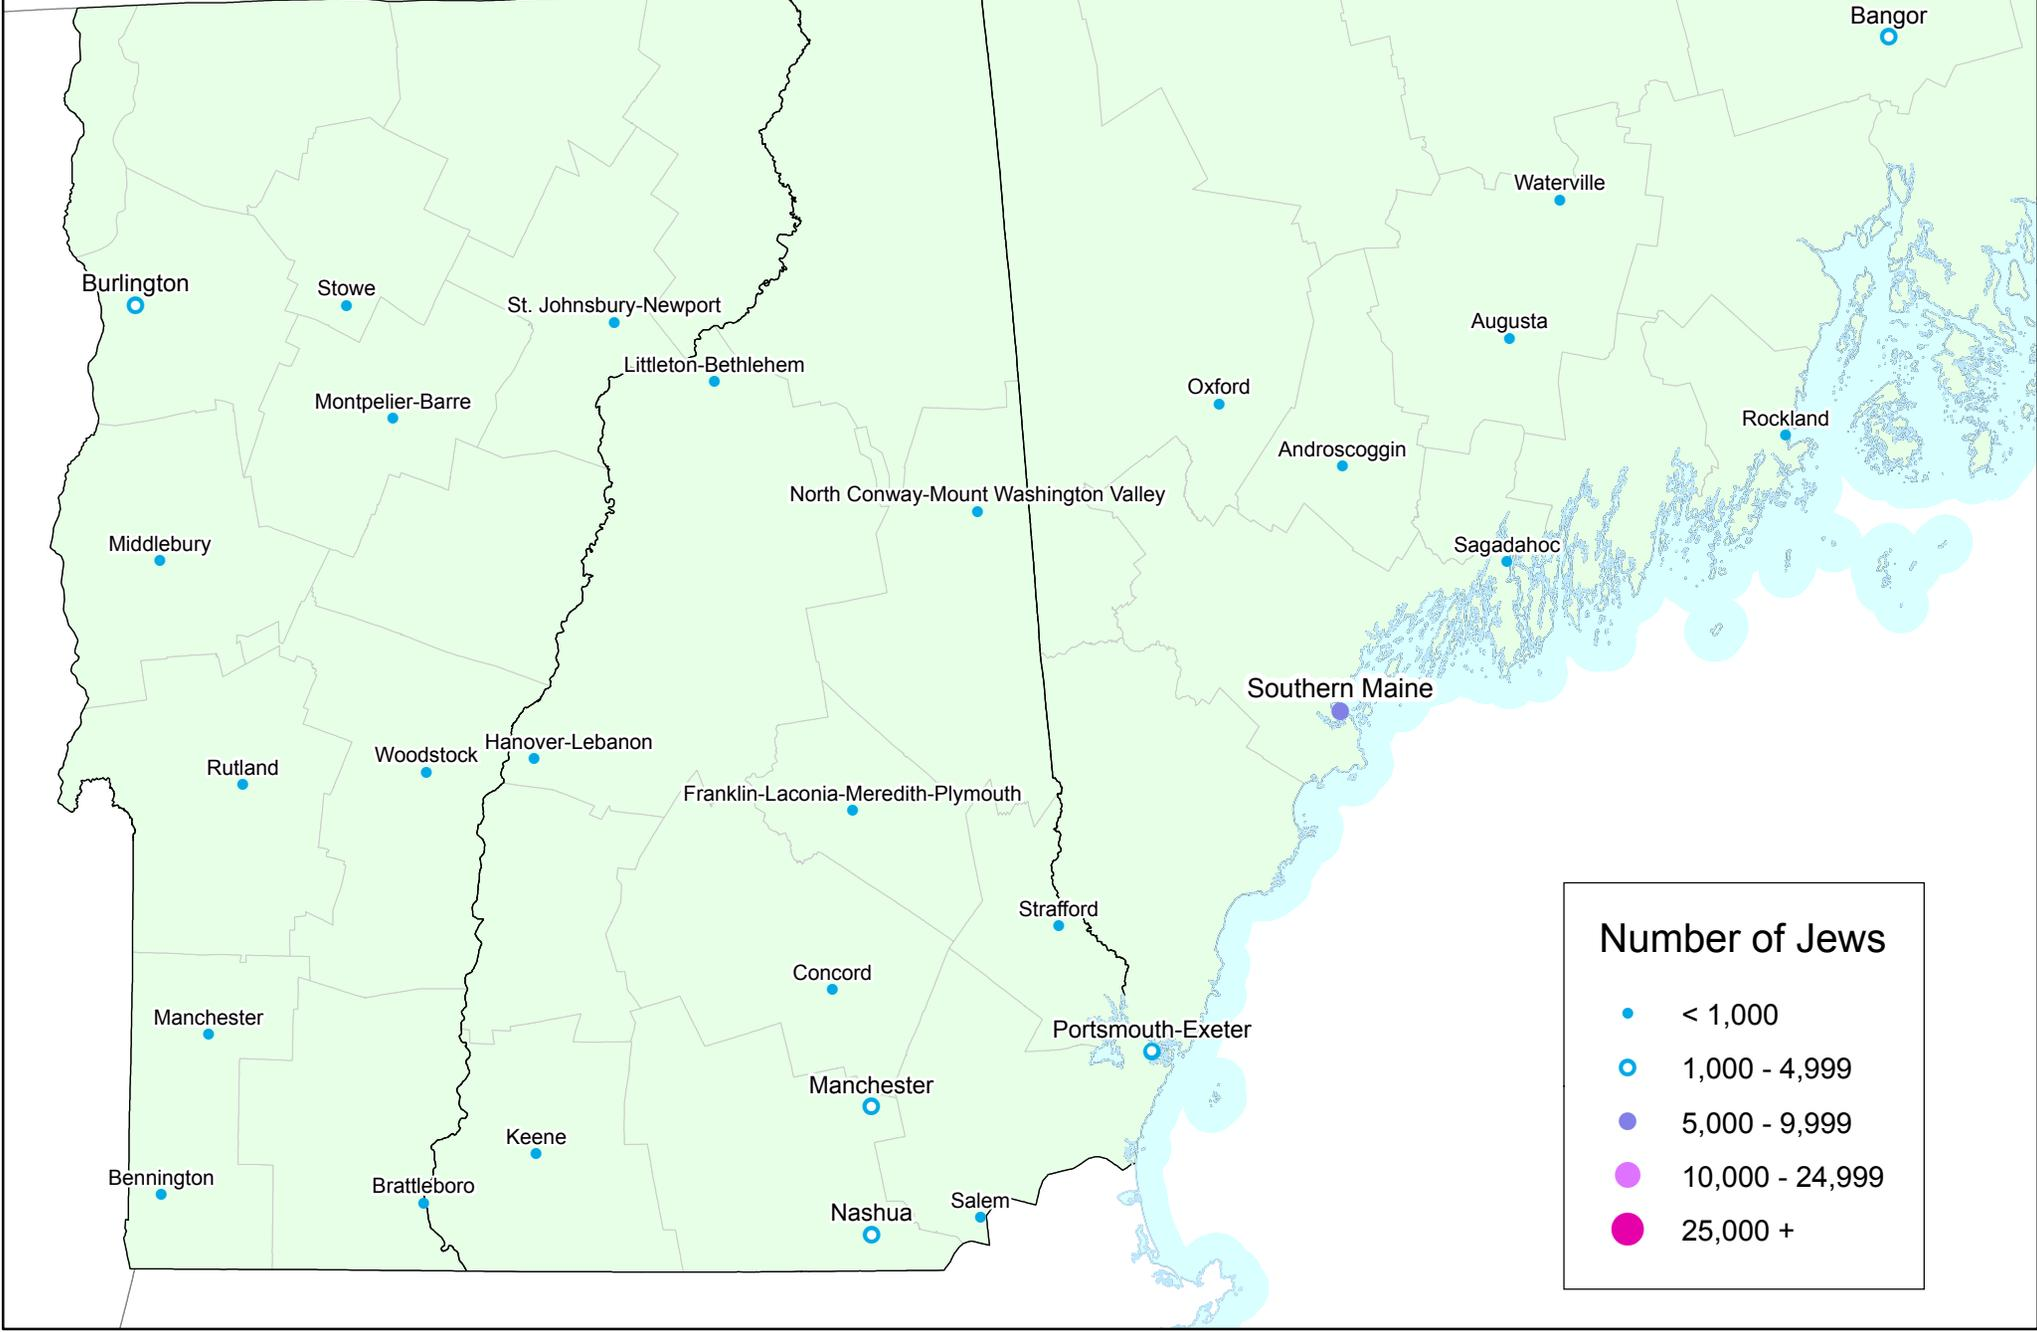 Bangor
Waterville
Burlington
Stowe
St. Johnsbury-Newport
Augusta
Littleton-Bethlehem
Oxford
Montpelier-Barre
Rockland
Androscoggin
North Conway-Mount Washington Valley
Middlebury
Sagadahoc
Southern Maine
Hanover-Lebanon
Woodstock
Rutland
Franklin-Laconia-Meredith-Plymouth
Strafford
Concord
Manchester
Portsmouth-Exeter
Manchester
Keene
Bennington
Brattleboro
Salem
Nashua
Number of Jews
< 1,000
1,000 - 4,999
5,000 - 9,999
10,000 - 24,999
25,000 +